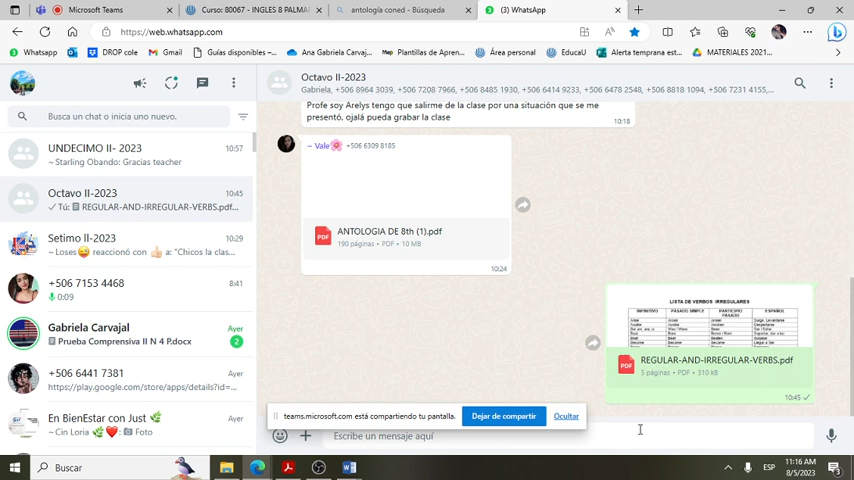 Microsoft Teams
Curso: 80067 - INGLES 8 PALMA
antología coned - Búsqueda
(3) WhatsApp
https://web.whatsapp.com
Whatsapp
DROP cole
Gmail
Guías disponibles –...
Ana Gabriela Carvaj...
Plantillas de Apren...
Área personal
EducaU
Alerta temprana est...
MATERIALES 2021...
Octavo II-2023
Gabriela, +506 8964 3039, +506 7208 7966, +506 8485 1930, +506 6414 9233, +506 6478 2548, +506 8818 1094, +506 7231 4155,...
Busca un chat o inicia uno nuevo.
UNDECIMO II- 2023
10:57
~ Starling Obando: Gracias teacher
Octavo II-2023
10:45
Tú: REGULAR-AND-IRREGULAR-VERBS.pdf...
Setimo II-2023
10:29
~ Loses reaccionó con a: "Chicos la clas...
+506 7153 4468
8:41
0:09
Gabriela Carvajal
Ayer
Prueba Comprensiva II N 4 P.docx
2
+506 6441 7381
Ayer
https://play.google.com/store/apps/details?id=...
En BienEstar con Just
Ayer
~ Cin Loria : Foto
Profe soy Arelys tengo que salirme de la clase por una situación que se me
presentó, ojalá pueda grabar la clase
10:18
~ Vale +506 6309 8185
PDF
ANTOLOGIA DE 8th (1).pdf
190 páginas • PDF • 10 MB
10:24
LISTA DE VERBOS IRREGULARES
INFINITIVO PASADO SIMPLE PARTICIPIO PASADO ESPAÑOL
PDF
REGULAR-AND-IRREGULAR-VERBS.pdf
5 páginas • PDF • 310 kB
10:45
teams.microsoft.com está compartiendo tu pantalla.
Dejar de compartir
Ocultar
Escribe un mensaje aquí
Buscar
ESP
11:16 AM
8/5/2023
3